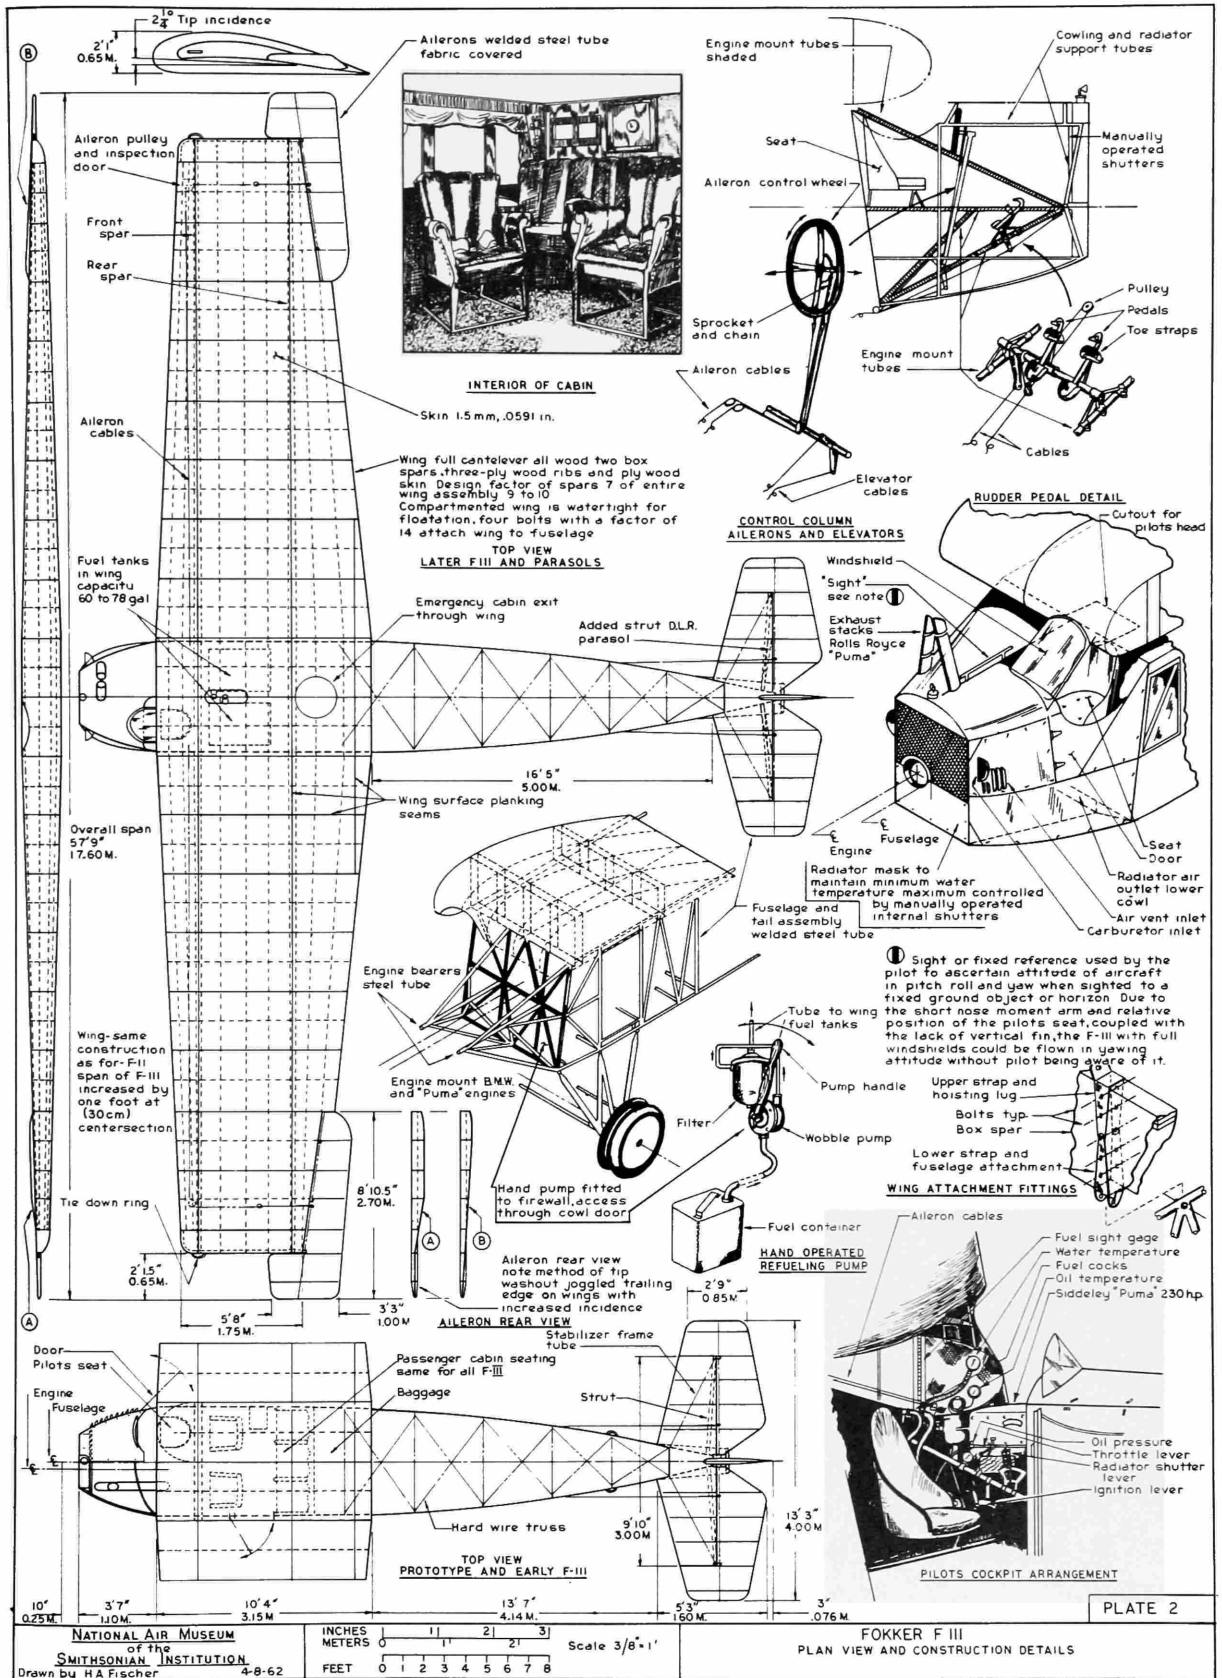 2¼° Tip incidence
2'1"
0.65M.
B
Ailerons welded steel tube
fabric covered
Aileron pulley
and inspection
door
Front
spar
Rear
spar
INTERIOR OF CABIN
Skin 1.5mm, .0591 in.
Aileron
cables
Wing full cantelever all wood two box
spars, three-ply wood ribs and ply wood
skin Design factor of spars 7 of entire
wing assembly 9 to 10
Compartmented wing is watertight for
floatation, four bolts with a factor of
14 attach wing to fuselage
TOP VIEW
LATER FIII AND PARASOLS
Fuel tanks
in wing
capacity
60 to 78 gal
Emergency cabin exit
through wing
Added strut D.L.R.
parasol
16'5"
5.00M.
Wing surface planking
seams
Overall span
57'9"
17.60M.
Engine mount tubes
shaded
Cowling and radiator
support tubes
Seat
Manually
operated
shutters
Aileron control wheel
Sprocket
and chain
Pulley
Pedals
Toe straps
Engine mount
tubes
Aileron cables
Cables
Elevator
cables
RUDDER PEDAL DETAIL
CONTROL COLUMN
AILERONS AND ELEVATORS
Cutout for
pilots head
Windshield
"Sight"
see note
Exhaust
stacks
Rolls Royce
"Puma"
℄
Engine
℄
Fuselage
Seat
Door
Radiator air
outlet lower
cowl
Air vent inlet
Carburetor inlet
Radiator mask to
maintain minimum water
temperature maximum controlled
by manually operated
internal shutters
Fuselage and
tail assembly
welded steel tube
Sight or fixed reference used by the
pilot to ascertain attitude of aircraft
in pitch roll and yaw when sighted to a
fixed ground object or horizon Due to
the short nose moment arm and relative
position of the pilots seat, coupled with
the lack of vertical fin, the F-III with full
windshields could be flown in yawing
attitude without pilot being aware of it.
Engine bearers
steel tube
Engine mount B.M.W.
and "Puma" engines
Tube to wing
fuel tanks
Pump handle
Filter
Wobble pump
Hand pump fitted
to firewall, access
through cowl door
Fuel container
HAND OPERATED
REFUELING PUMP
Upper strap and
hoisting lug
Bolts typ.
Box spar
Lower strap and
fuselage attachment
WING ATTACHMENT FITTINGS
Wing-same
construction
as for-F-II
span of F-III
increased by
one foot at
(30cm)
centersection
Tie down ring
8'10.5"
2.70M.
A
B
Aileron rear view
note method of tip
washout joggled trailing
edge on wings with
increased incidence
AILERON REAR VIEW
2'1.5"
0.65M.
5'8"
1.75M.
3'3"
1.00M
A
2'9"
0.85M
Door
Pilots seat
Engine
Fuselage
℄
℄
Passenger cabin seating
same for all F-III
Baggage
Stabilizer frame
tube
Strut
9'10"
3.00M
13'3"
4.00M
Hard wire truss
TOP VIEW
PROTOTYPE AND EARLY F-III
10"
0.25M.
3'7"
1.10M.
10'4"
3.15M
13'7"
4.14M.
5'3"
1.60M.
3"
.076M.
Aileron cables
Fuel sight gage
Water temperature
Fuel cocks
Oil temperature
Siddeley "Puma" 230 h.p.
Oil pressure
Throttle lever
Radiator shutter
lever
Ignition lever
PILOTS COCKPIT ARRANGEMENT
PLATE 2
NATIONAL AIR MUSEUM
of the
SMITHSONIAN INSTITUTION
Drawn by H.A Fischer 4-8-62
INCHES 1| 2| 3|
METERS 0 1' 2'
FEET 0 1 2 3 4 5 6 7 8
Scale 3/8"=1'
FOKKER F III
PLAN VIEW AND CONSTRUCTION DETAILS